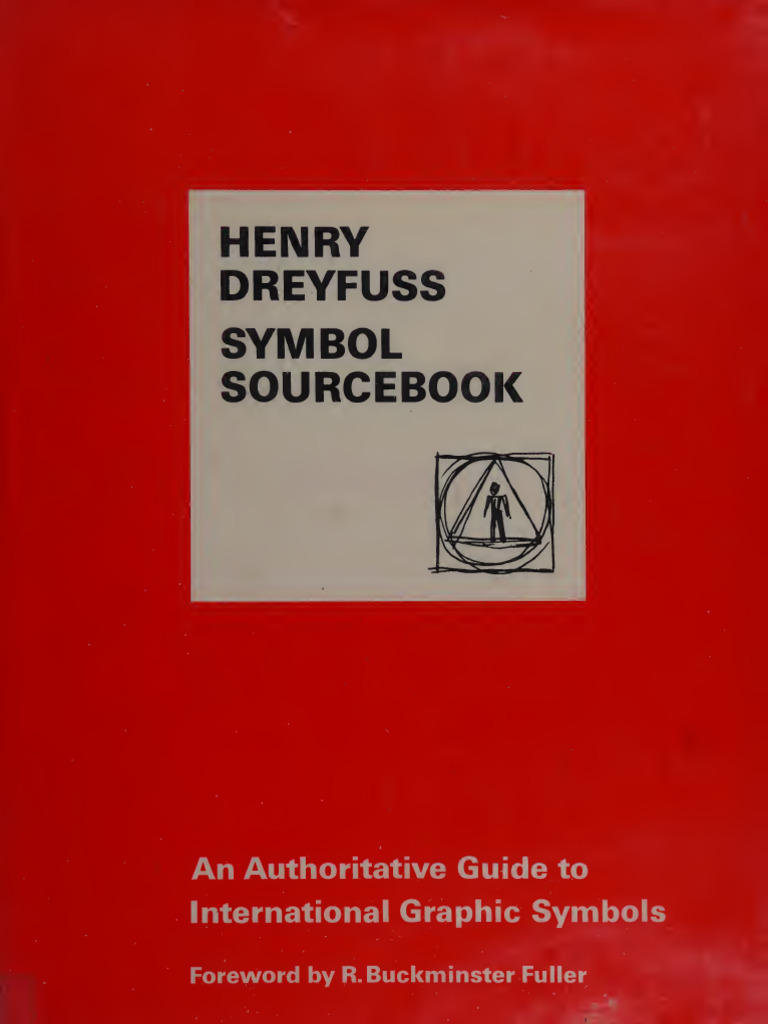 HENRY
DREYFUSS
SYMBOL
SOURCEBOOK
An Authoritative Guide to
International Graphic Symbols
Foreword by R. Buckminster Fuller